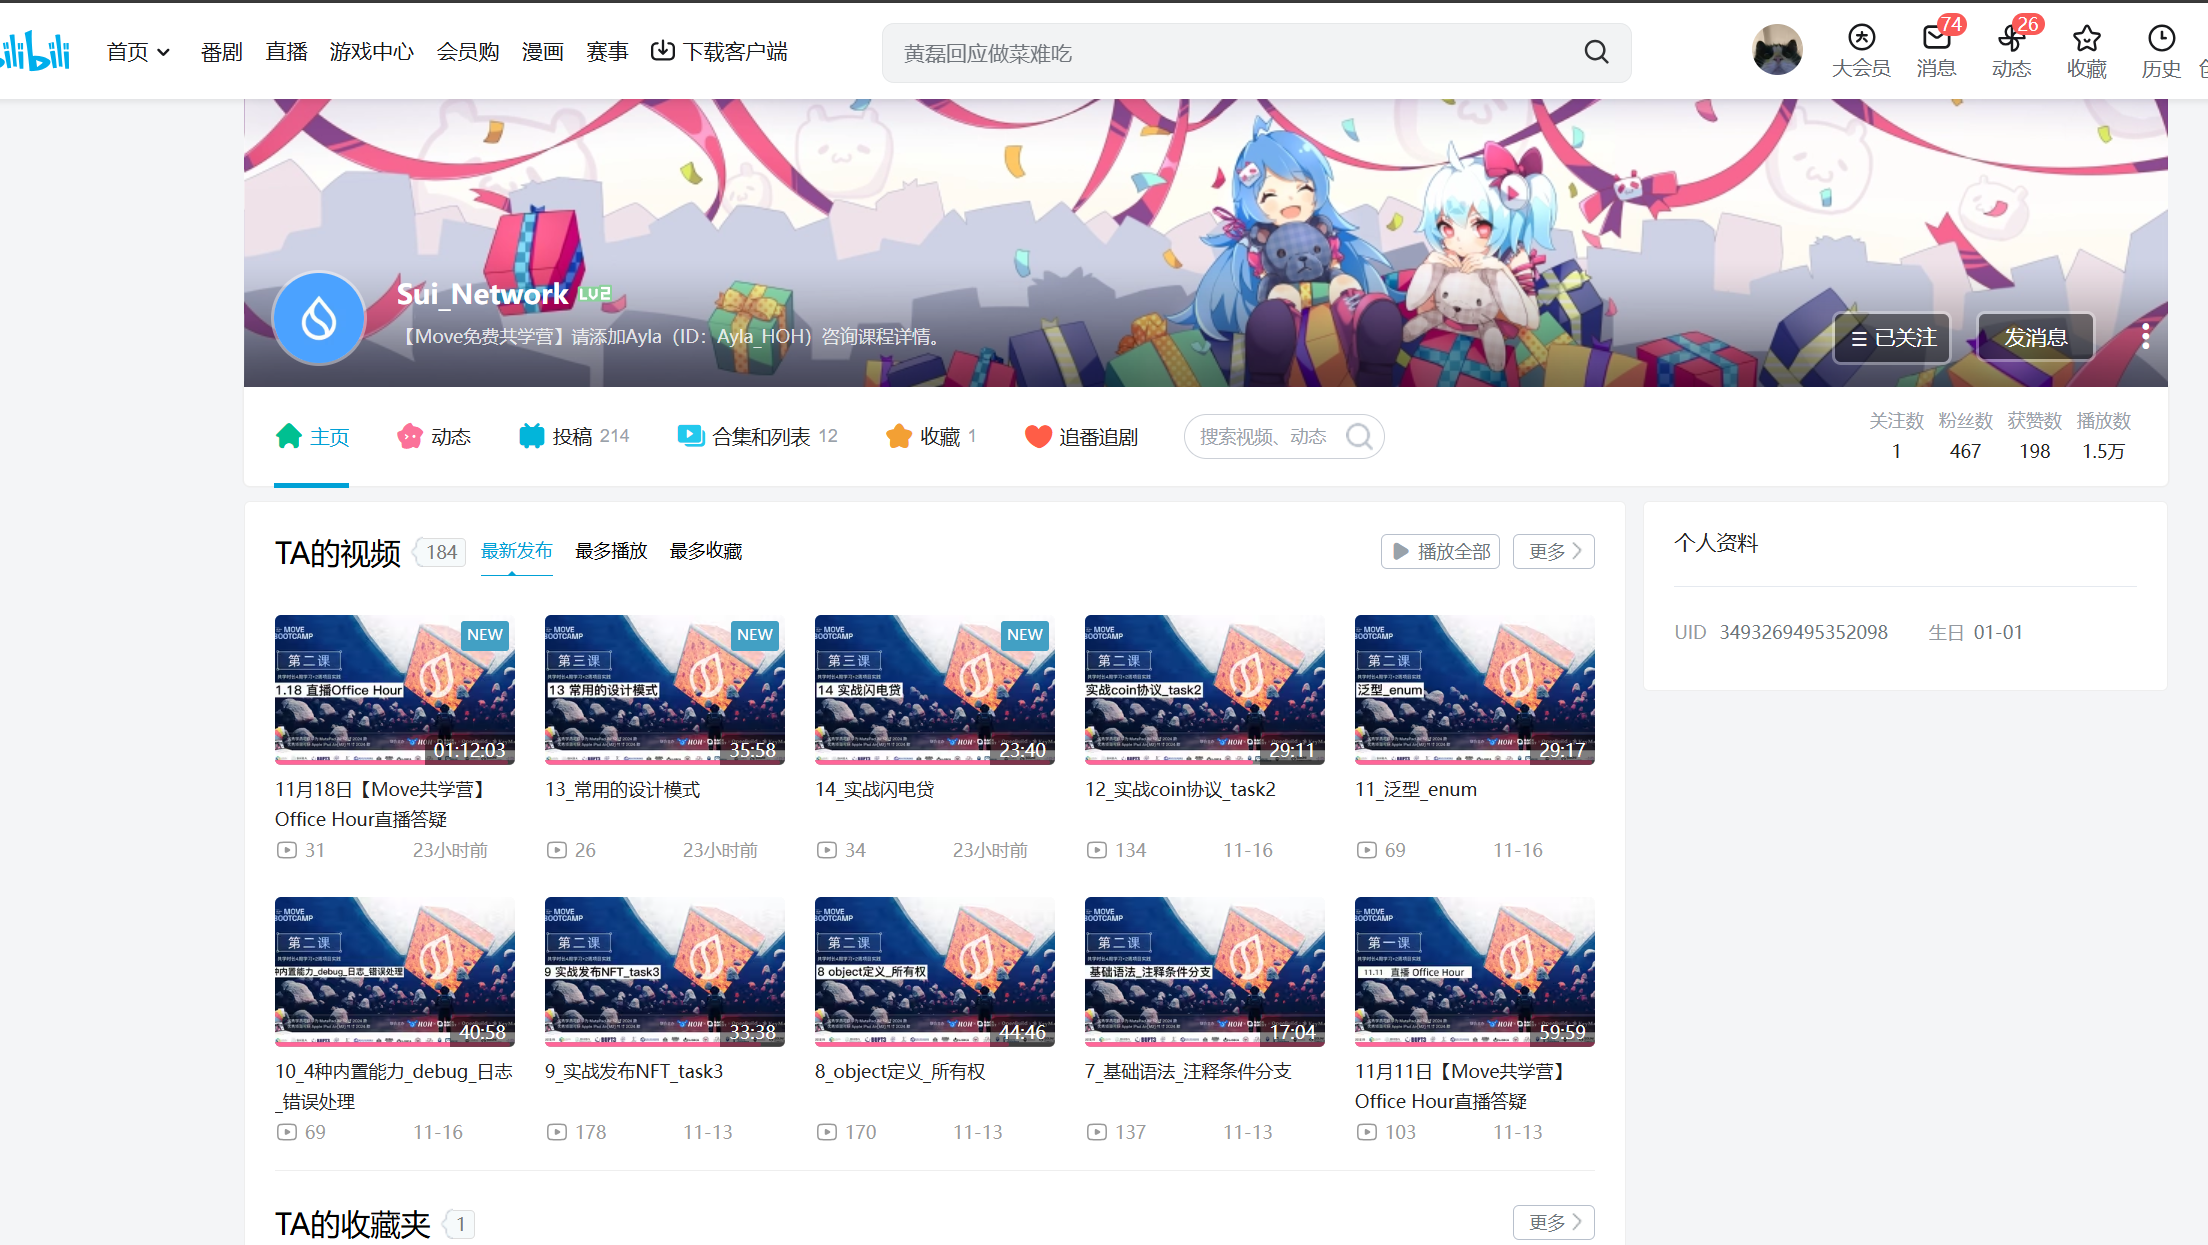 bilibili
首页 番剧 直播 游戏中心 会员购 漫画 赛事 下载客户端
黄磊回应做菜难吃
大会员 消息 74 动态 26 收藏 历史
Sui_Network LV2
【Move免费共学营】请添加Ayla（ID：Ayla_HOH）咨询课程详情。
已关注 发消息
主页 动态 投稿 214 合集和列表 12 收藏 1 追番追剧
搜索视频、动态
关注数 粉丝数 获赞数 播放数
1 467 198 1.5万
TA的视频 184 最新发布 最多播放 最多收藏
播放全部 更多
个人资料
UID 3493269495352098 生日 01-01
MOVE BOOTCAMP 第二课 1.18 直播Office Hour NEW 01:12:03
11月18日【Move共学营】
Office Hour直播答疑
31 23小时前
MOVE BOOTCAMP 第三课 13 常用的设计模式 NEW 35:58
13_常用的设计模式
26 23小时前
MOVE BOOTCAMP 第三课 14 实战闪电贷 NEW 23:40
14_实战闪电贷
34 23小时前
MOVE BOOTCAMP 第二课 实战coin协议_task2 29:11
12_实战coin协议_task2
134 11-16
MOVE BOOTCAMP 第二课 泛型_enum 29:17
11_泛型_enum
69 11-16
MOVE BOOTCAMP 第二课 种内置能力_debug_日志_错误处理 40:58
10_4种内置能力_debug_日志
_错误处理
69 11-16
MOVE BOOTCAMP 第二课 9 实战发布NFT_task3 33:38
9_实战发布NFT_task3
178 11-13
MOVE BOOTCAMP 第二课 8 object定义_所有权 44:46
8_object定义_所有权
170 11-13
MOVE BOOTCAMP 第二课 基础语法_注释条件分支 17:04
7_基础语法_注释条件分支
137 11-13
MOVE BOOTCAMP 第一课 11.11 直播 Office Hour 59:59
11月11日【Move共学营】
Office Hour直播答疑
103 11-13
TA的收藏夹 1
更多